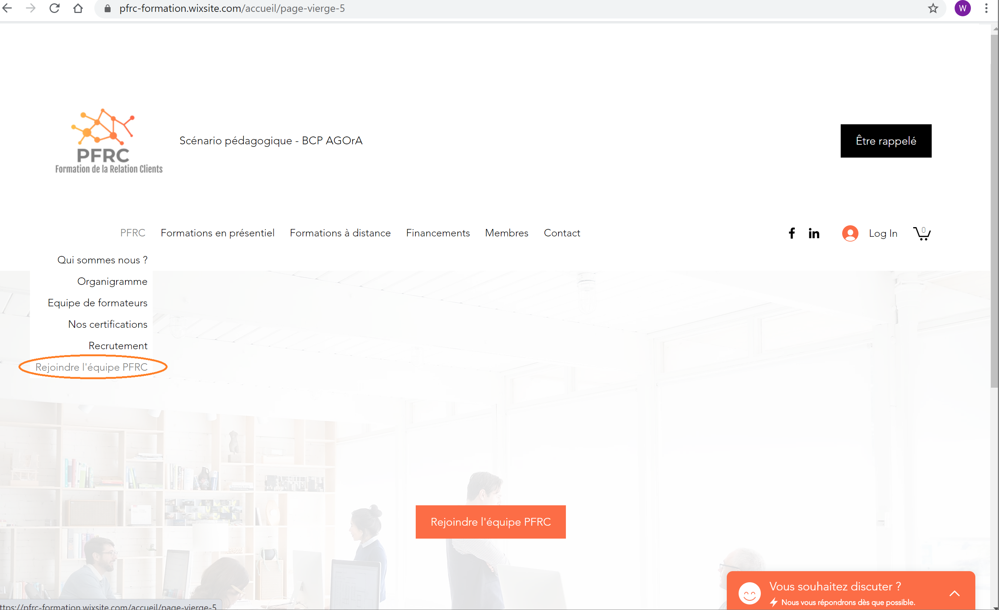 pfrc-formation.wixsite.com/accueil/page-vierge-5
W
PFRC
Formation de la Relation Clients
Scénario pédagogique - BCP AGOrA
Être rappelé
PFRC Formations en présentiel Formations à distance Financements Membres Contact
Log In
0
Qui sommes nous ?
Organigramme
Equipe de formateurs
Nos certifications
Recrutement
Rejoindre l'équipe PFRC
Rejoindre l'équipe PFRC
Vous souhaitez discuter ?
Nous vous répondrons dès que possible.
ttps://pfrc-formation.wixsite.com/accueil/page-vierge-5